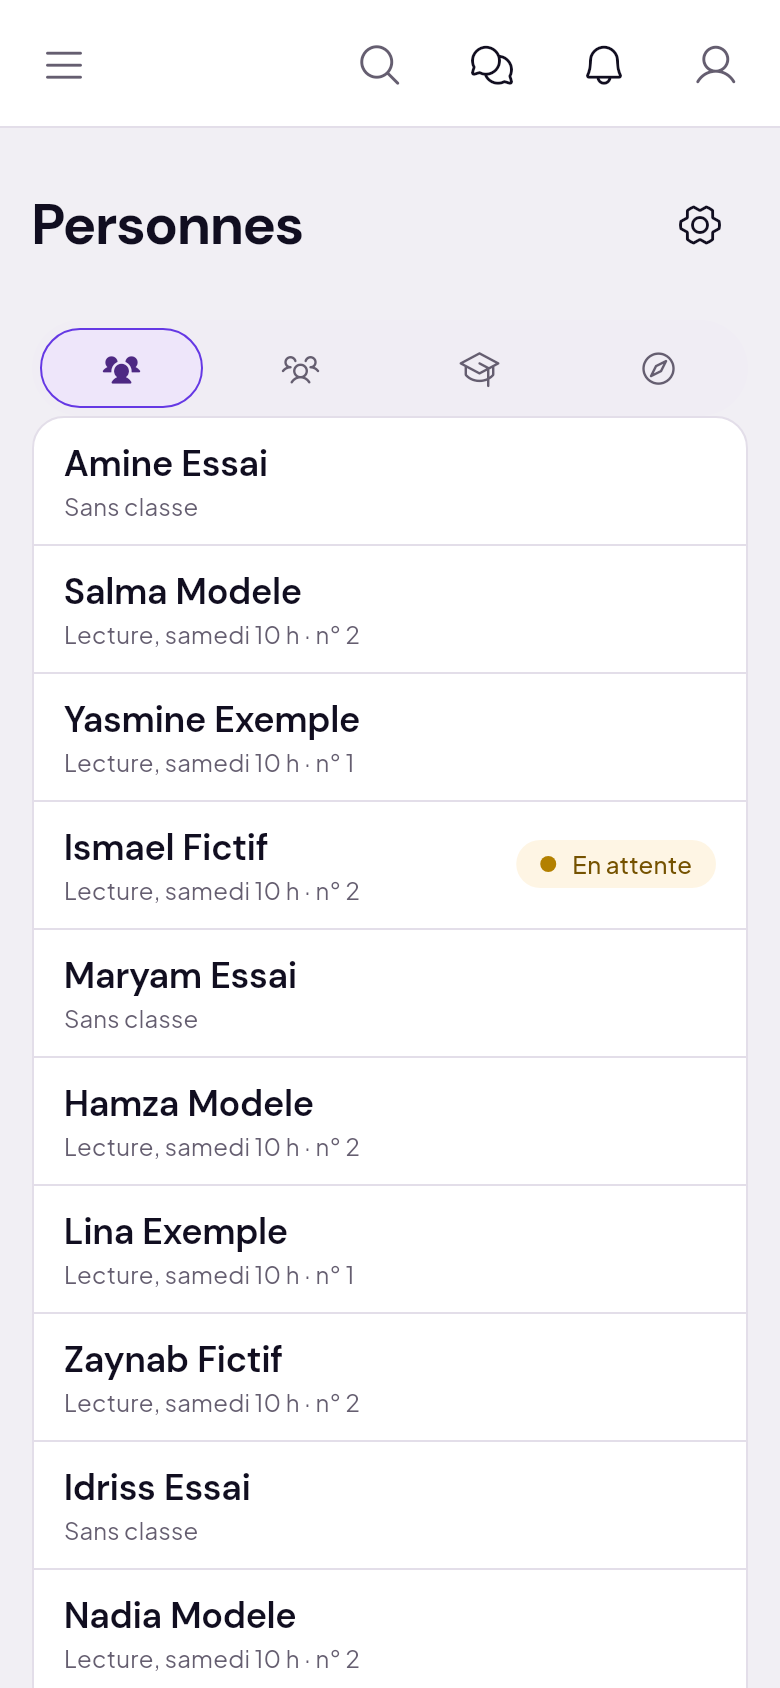 Personnes
Amine Essai
Sans classe
Salma Modele
Lecture, samedi 10 h · n° 2
Yasmine Exemple
Lecture, samedi 10 h · n° 1
Ismael Fictif
En attente
Lecture, samedi 10 h · n° 2
Maryam Essai
Sans classe
Hamza Modele
Lecture, samedi 10 h · n° 2
Lina Exemple
Lecture, samedi 10 h · n° 1
Zaynab Fictif
Lecture, samedi 10 h · n° 2
Idriss Essai
Sans classe
Nadia Modele
Lecture, samedi 10 h · n° 2